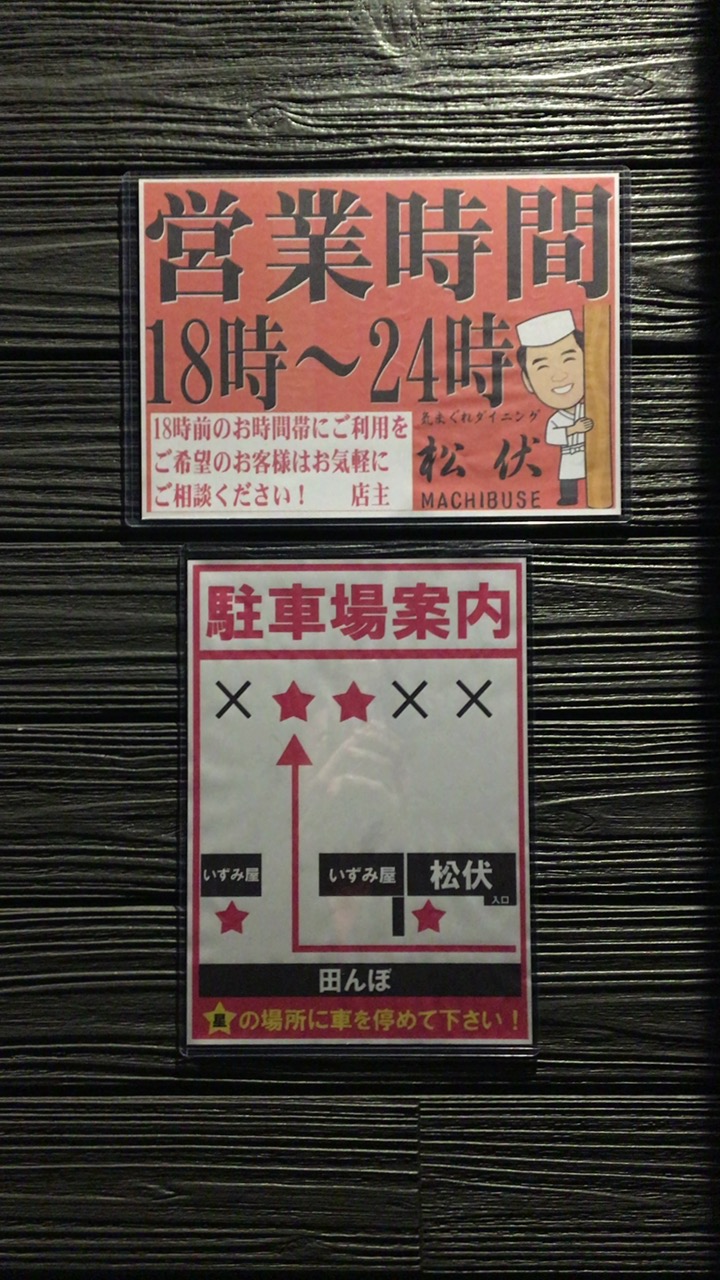 営業時間
18時〜24時
18時前のお時間帯にご利用を
ご希望のお客様はお気軽に
ご相談ください！ 店主
気まぐれダイニング
松伏
MACHIBUSE
駐車場案内
いずみ屋
いずみ屋
松伏
入口
田んぼ
星の場所に車を停めて下さい！